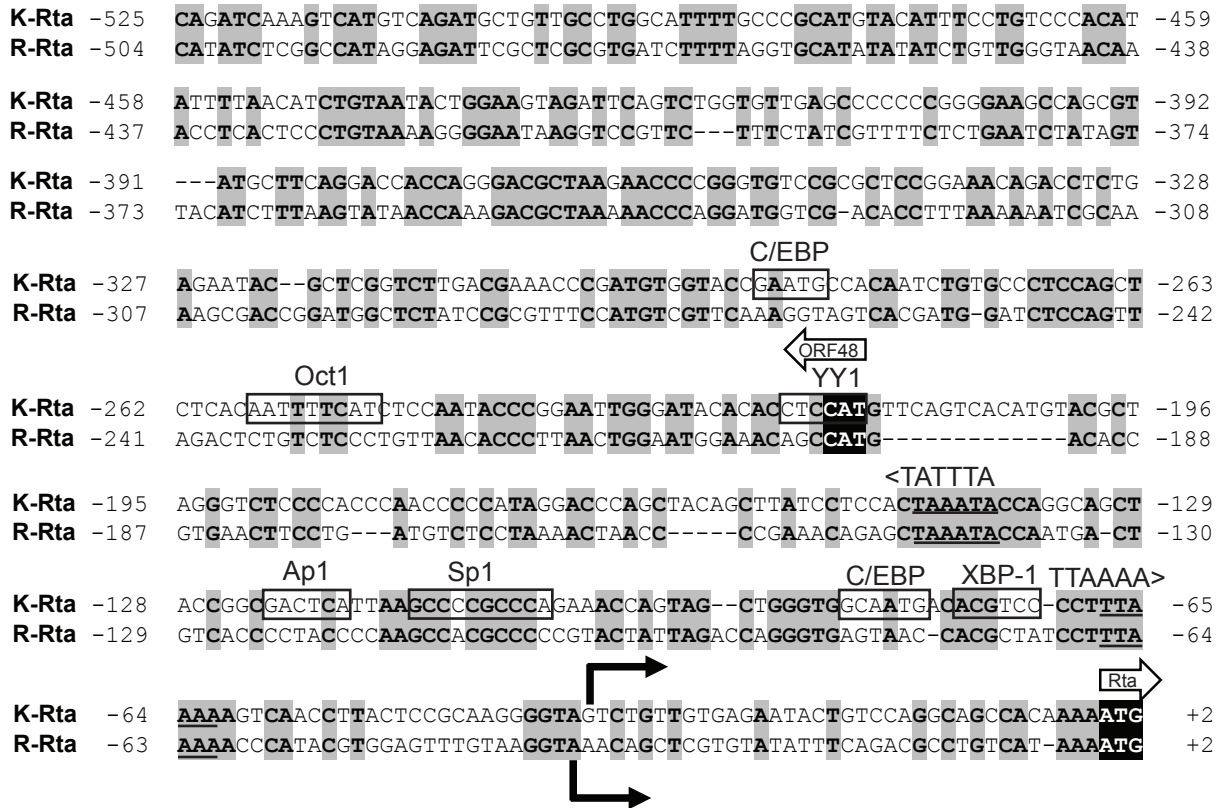 K-Rta -525 CAGATCAAAGTCATGTCAGATGCTGTTGCCTGGCATTTTGCCCGCATGTACATTTCCTGTCCCACAT -459
R-Rta -504 CATATCTCGGCCATAGGAGATTCGCTCGCGTGATCTTTTAGGTGCATATATATCTGTTGGGTAACAA -438
K-Rta -458 ATTTTAACATCTGTAATACTGGAAGTAGATTCAGTCTGGTGTTGAGCCCCCCCGGGGAAGCCAGCGT -392
R-Rta -437 ACCTCACTCCCTGTAAAAGGGGAATAAGGTCCGTTC---TTTCTATCGTTTTCTCTGAATCTATAGT -374
K-Rta -391 ---ATGCTTCAGGACCACCAGGGACGCTAAGAACCCCGGGTGTCCGCGCTCCGGAAACAGACCTCTG -328
R-Rta -373 TACATCTTTAAGTATAACCAAAGACGCTAAAAACCCAGGATGGTCG-ACACCTTTAAAAAATCGCAA -308
C/EBP
K-Rta -327 AGAATAC--GCTCGGTCTTGACGAAACCCGATGTGGTACCGAATGCCACAATCTGTGCCCTCCAGCT -263
R-Rta -307 AAGCGACCGGATGGCTCTATCCGCGTTTCCATGTCGTTCAAAGGTAGTCACGATG-GATCTCCAGTT -242
ORF48
Oct1 YY1
K-Rta -262 CTCACAATTTTCATCTCCAATACCCGGAATTGGGATACACACCTCCATGTTCAGTCACATGTACGCT -196
R-Rta -241 AGACTCTGTCTCCCTGTTAACACCCTTAACTGGAATGGAAACAGCCATG-------------ACACC -188
<TATTTA
K-Rta -195 AGGGTCTCCCCACCCAACCCCCATAGGACCCAGCTACAGCTTATCCTCCACTAAATACCAGGCAGCT -129
R-Rta -187 GTGAACTTCCTG---ATGTCTCCTAAAACTAACC-----CCGAAACAGAGCTAAATACCAATGA-CT -130
Ap1 Sp1 C/EBP XBP-1 TTAAAA>
K-Rta -128 ACCGGCGACTCATTAAGCCCCGCCCAGAAACCAGTAG--CTGGGTGGCAATGACACGTCC-CCTTTA -65
R-Rta -129 GTCACCCCTACCCCAAGCCACGCCCCCGTACTATTAGACCAGGGTGAGTAAC-CACGCTATCCTTTA -64
Rta
K-Rta -64 AAAAGTCAACCTTACTCCGCAAGGGGTAGTCTGTTGTGAGAATACTGTCCAGGCAGCCACAAAAATG +2
R-Rta -63 AAAACCCATACGTGGAGTTTGTAAGGTAAACAGCTCGTGTATATTTCAGACGCCTGTCAT-AAAATG +2